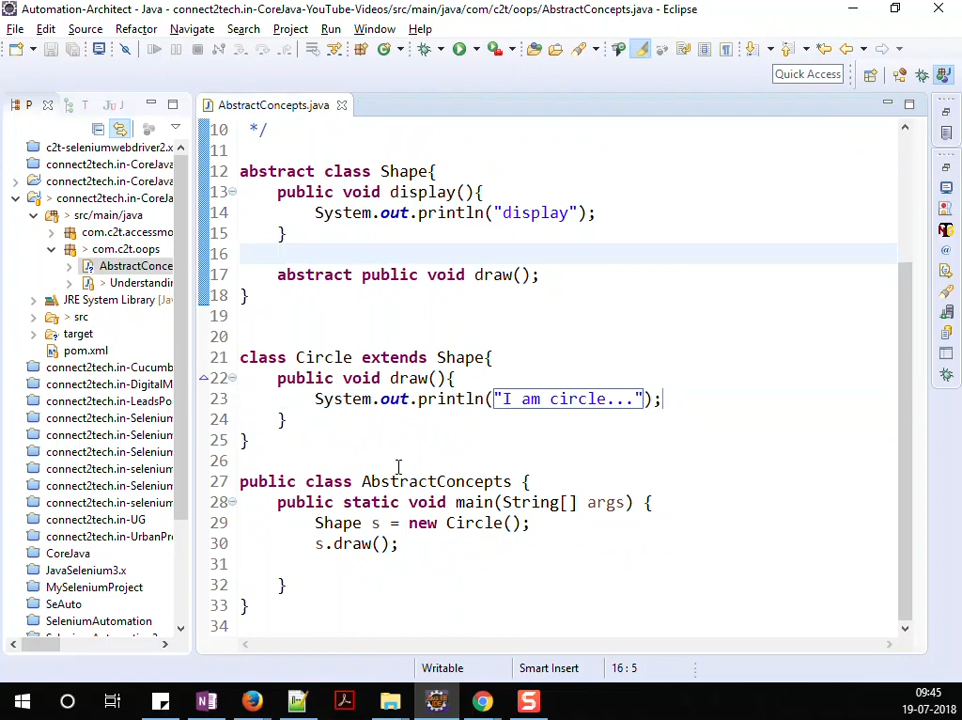 Automation-Architect - Java - connect2tech.in-CoreJava-YouTube-Videos/src/main/java/com/c2t/oops/AbstractConcepts.java - Eclipse
File Edit Source Refactor Navigate Search Project Run Window Help
Quick Access
P T Ju J
AbstractConcepts.java
c2t-seleniumwebdriver2.x
connect2tech.in-CoreJava
connect2tech.in-CoreJava
> connect2tech.in-CoreJa
> src/main/java
com.c2t.accessmo
> com.c2t.oops
> AbstractConce
> Understandin
JRE System Library [Jav
> src
target
pom.xml
connect2tech.in-Cucumb
connect2tech.in-DigitalM
connect2tech.in-LeadsPo
connect2tech.in-Selenium
connect2tech.in-Selenium
connect2tech.in-Selenium
connect2tech.in-selenium
connect2tech.in-Selenium
connect2tech.in-selenium
connect2tech.in-UG
connect2tech.in-UrbanPr
CoreJava
JavaSelenium3.x
MySeleniumProject
SeAuto
SeleniumAutomation
10 */
11
12 abstract class Shape{
13 public void display(){
14 System.out.println("display");
15 }
16
17 abstract public void draw();
18 }
19
20
21 class Circle extends Shape{
22 public void draw(){
23 System.out.println("I am circle...");
24 }
25 }
26
27 public class AbstractConcepts {
28 public static void main(String[] args) {
29 Shape s = new Circle();
30 s.draw();
31
32 }
33 }
34
Writable Smart Insert 16 : 5
09:45
19-07-2018